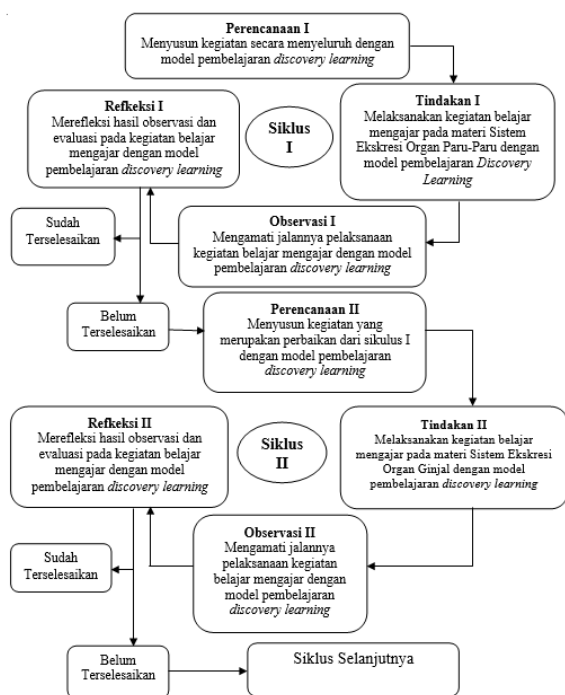 Perencanaan I
Menyusun kegiatan secara menyeluruh dengan
model pembelajaran discovery learning
Refkeksi I
Merefleksi hasil observasi dan
evaluasi pada kegiatan belajar
mengajar dengan model
pembelajaran discovery learning
Siklus
I
Tindakan I
Melaksanakan kegiatan belajar
mengajar pada materi Sistem
Ekskresi Organ Paru-Paru dengan
model pembelajaran Discovery
Learning
Sudah
Terselesaikan
Observasi I
Mengamati jalannya pelaksanaan
kegiatan belajar mengajar dengan model
pembelajaran discovery learning
Belum
Terselesaikan
Perencanaan II
Menyusun kegiatan yang
merupakan perbaikan dari sikulus I
dengan model pembelajaran
discovery learning
Refkeksi II
Merefleksi hasil observasi dan
evaluasi pada kegiatan belajar
mengajar dengan model
pembelajaran discovery learning
Siklus
II
Tindakan II
Melaksanakan kegiatan belajar
mengajar pada materi Sistem Ekskresi
Organ Ginjal dengan model
pembelajaran discovery learning
Observasi II
Mengamati jalannya
pelaksanaan kegiatan
belajar mengajar dengan
model pembelajaran
discovery learning
Sudah
Terselesaikan
Belum
Terselesaikan
Siklus Selanjutnya